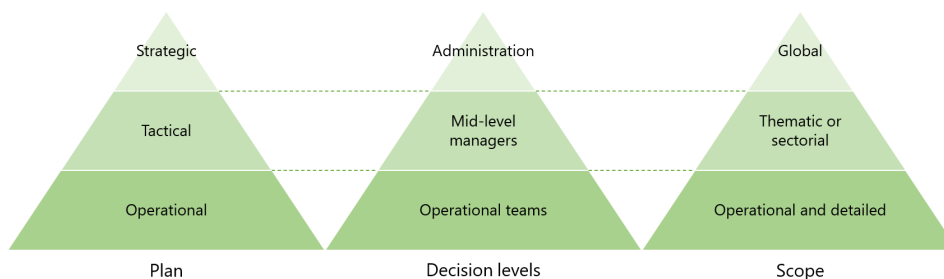 Strategic
Administration
Global
Tactical
Mid-level
managers
Thematic or
sectorial
Operational
Operational teams
Operational and detailed
Plan
Decision levels
Scope